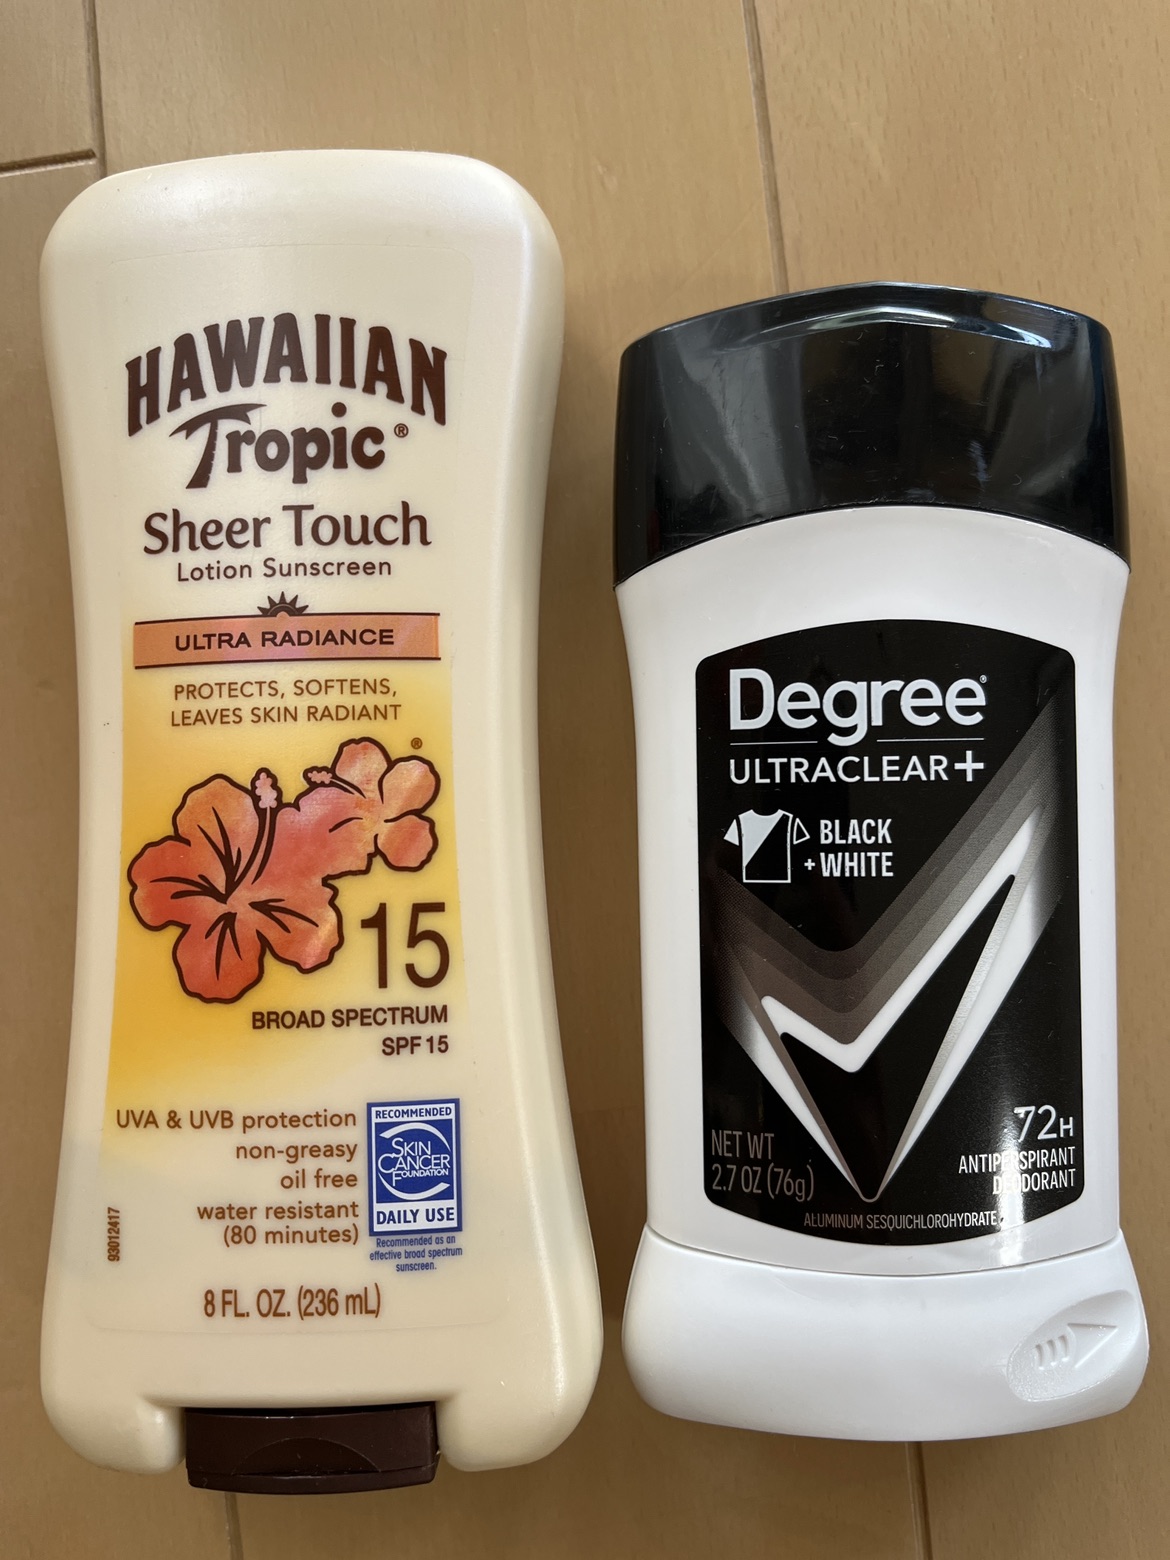 HAWAIIAN
Tropic®
Sheer Touch
Lotion Sunscreen
ULTRA RADIANCE
PROTECTS, SOFTENS,
LEAVES SKIN RADIANT
®
15
BROAD SPECTRUM
SPF 15
UVA & UVB protection
non-greasy
oil free
water resistant
(80 minutes)
RECOMMENDED
SKIN
CANCER
FOUNDATION
DAILY USE
Recommended as an
effective broad spectrum
sunscreen.
93012417
8 FL. OZ. (236 mL)
Degree®
ULTRACLEAR+
BLACK
+ WHITE
72H
ANTIPERSPIRANT
DEODORANT
NET WT
2.7 OZ (76g)
ALUMINUM SESQUICHLOROHYDRATE